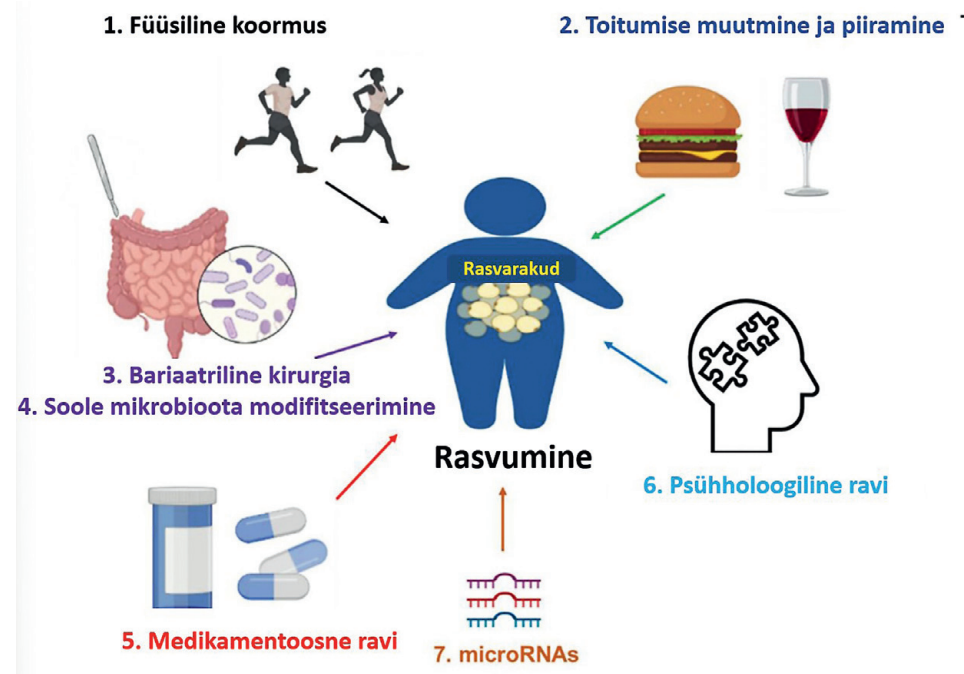 1. Füüsiline koormus
2. Toitumise muutmine ja piiramine
Rasvarakud
3. Bariaatriline kirurgia
4. Soole mikrobioota modifitseerimine
Rasvumine
6. Psühholoogiline ravi
5. Medikamentoosne ravi
7. microRNAs